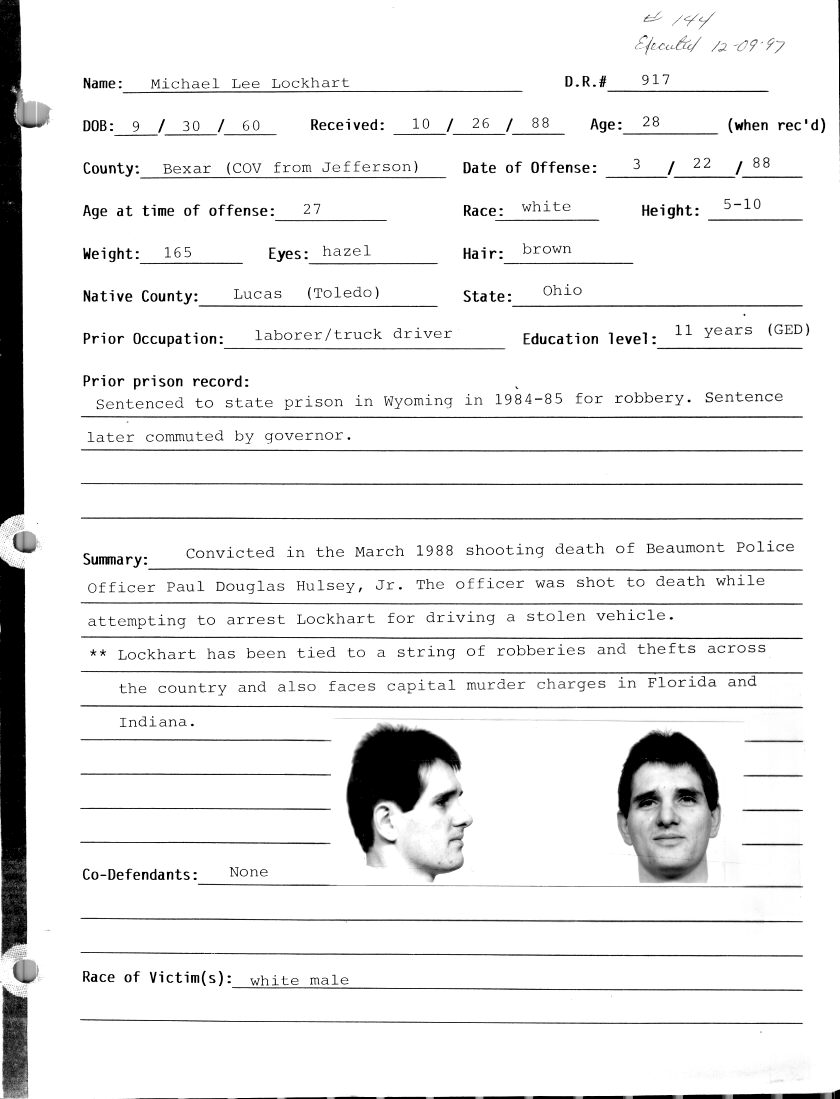 # 144
Executed 12-09-97
Name: Michael Lee Lockhart D.R.# 917
DOB: 9 / 30 / 60 Received: 10 / 26 / 88 Age: 28 (when rec'd)
County: Bexar (COV from Jefferson) Date of Offense: 3 / 22 / 88
Age at time of offense: 27 Race: white Height: 5-10
Weight: 165 Eyes: hazel Hair: brown
Native County: Lucas (Toledo) State: Ohio
Prior Occupation: laborer/truck driver Education level: 11 years (GED)
Prior prison record:
Sentenced to state prison in Wyoming in 1984-85 for robbery. Sentence
later commuted by governor.
Summary: Convicted in the March 1988 shooting death of Beaumont Police
Officer Paul Douglas Hulsey, Jr. The officer was shot to death while
attempting to arrest Lockhart for driving a stolen vehicle.
** Lockhart has been tied to a string of robberies and thefts across
the country and also faces capital murder charges in Florida and
Indiana.
Co-Defendants: None
Race of Victim(s): white male